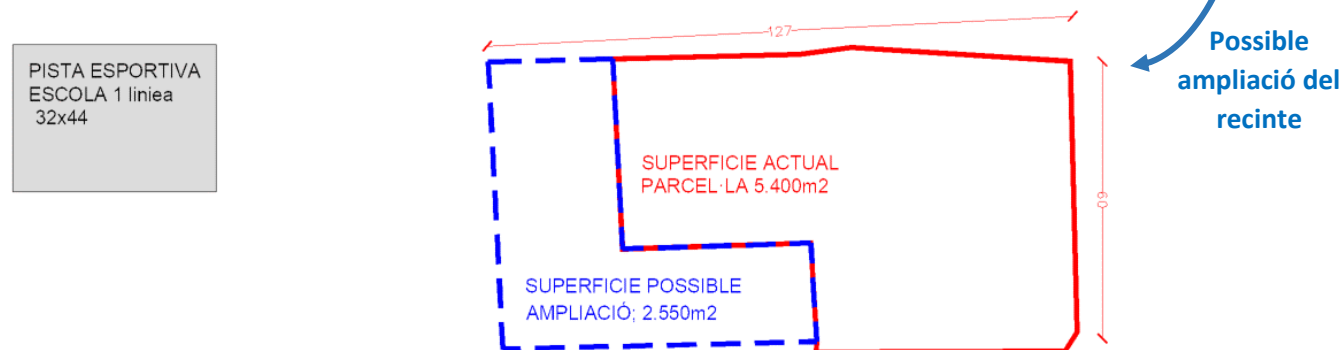 PISTA ESPORTIVA
ESCOLA 1 liniea
32x44
127
Possible
ampliació del
recinte
SUPERFICIE ACTUAL
PARCEL·LA 5.400m2
60
SUPERFICIE POSSIBLE
AMPLIACIÓ; 2.550m2